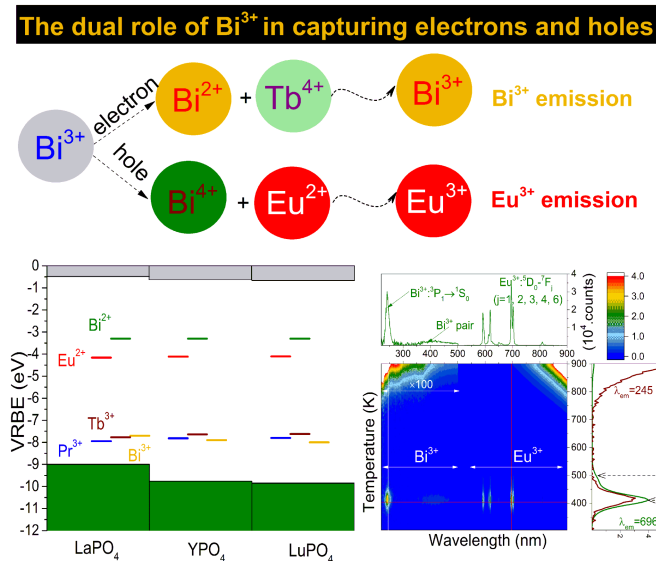 The dual role of Bi³⁺ in capturing electrons and holes
electron
Bi²⁺ + Tb⁴⁺
Bi³⁺
Bi³⁺ emission
Bi³⁺
hole
Bi⁴⁺ + Eu²⁺
Eu³⁺
Eu³⁺ emission
VRBE (eV)
0
-1
-2
-3
-4
-5
-6
-7
-8
-9
-10
-11
-12
Bi²⁺
Eu²⁺
Tb³⁺
Pr³⁺
Bi³⁺
LaPO₄ YPO₄ LuPO₄
Bi³⁺:³P₁→¹S₀
Bi³⁺ pair
Eu³⁺:⁵D₀-⁷Fⱼ
(j=1, 2, 3, 4, 6)
4
3
2
1
0
(10⁴ counts)
4.0
3.0
2.0
1.0
0.0
300 400 500 600 700 800 900
Temperature (K)
900
800
700
600
500
400
×100
Bi³⁺
Eu³⁺
Wavelength (nm)
λem=245
λem=696
0 2 4